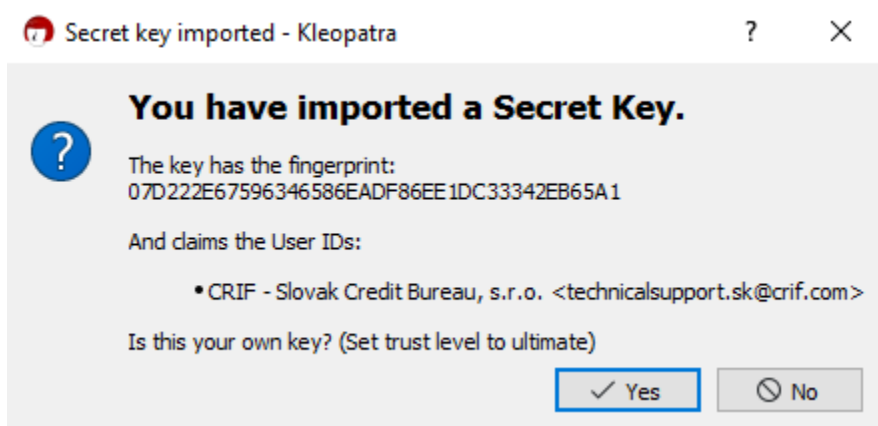 Secret key imported - Kleopatra
You have imported a Secret Key.
The key has the fingerprint:
07D222E67596346586EADF86EE1DC33342EB65A1
And claims the User IDs:
• CRIF - Slovak Credit Bureau, s.r.o. <technicalsupport.sk@crif.com>
Is this your own key? (Set trust level to ultimate)
Yes No